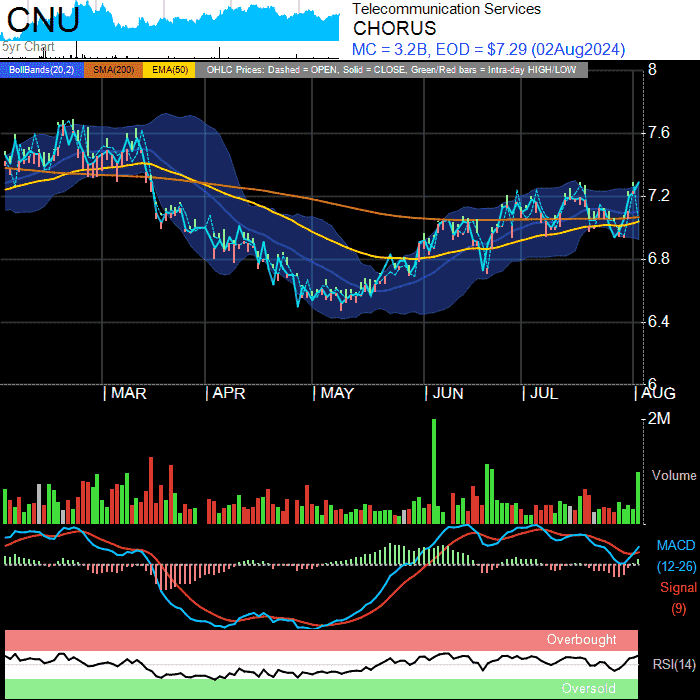 CNU
5yr Chart
Telecommunication Services
CHORUS
MC = 3.2B, EOD = $7.29 (02Aug2024)
BollBands(20,2) SMA(200) EMA(50) OHLC Prices: Dashed = OPEN, Solid = CLOSE, Green/Red bars = Intra-day HIGH/LOW
8
7.6
7.2
6.8
6.4
6
| MAR | APR | MAY | JUN | JUL | AUG
2M
Volume
MACD
(12-26)
Signal
(9)
Overbought
RSI(14)
Oversold